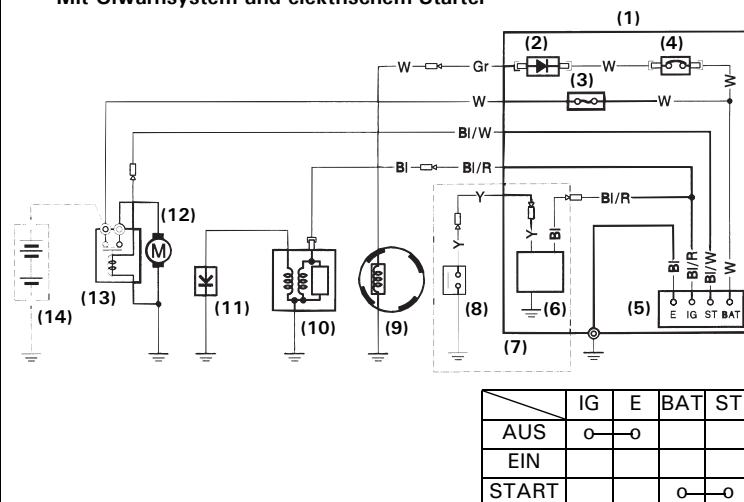 Mit Ölwarnsystem und elektrischem Starter
(1)
(2)
(4)
W
Gr
W
(3)
W
W
W
Bl/W
Bl
Bl/R
Y
Bl/R
(12)
M
Y
Y
Bl
Bl
Bl/R
Bl/W
W
(13)
(14)
(11)
(10)
(9)
(8)
(6)
(5)
E IG ST BAT
(7)
IG E BAT ST
AUS
EIN
START